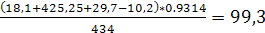 (18,1+425,25+29,7−10,2)*0.9314
434
= 99,3